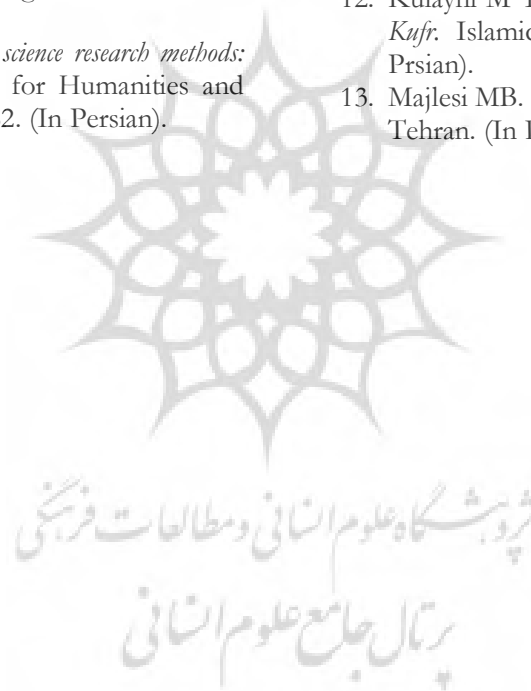 science research methods:
for Humanities and
2. (In Persian).
12. Kulayni M
Kufr. Islamic
Prsian).
13. Majlesi MB.
Tehran. (In
پژوهشگاه علوم انسانی و مطالعات فرهنگی
پرتال جامع علوم انسانی